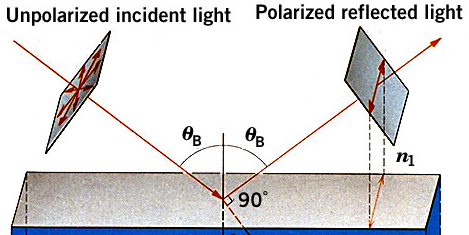 Unpolarized incident light Polarized reflected light
θB θB
n1
90°